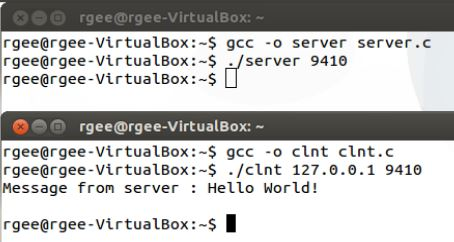 rgee@rgee-VirtualBox: ~
rgee@rgee-VirtualBox:~$ gcc -o server server.c
rgee@rgee-VirtualBox:~$ ./server 9410
rgee@rgee-VirtualBox:~$
rgee@rgee-VirtualBox: ~
rgee@rgee-VirtualBox:~$ gcc -o clnt clnt.c
rgee@rgee-VirtualBox:~$ ./clnt 127.0.0.1 9410
Message from server : Hello World!
rgee@rgee-VirtualBox:~$